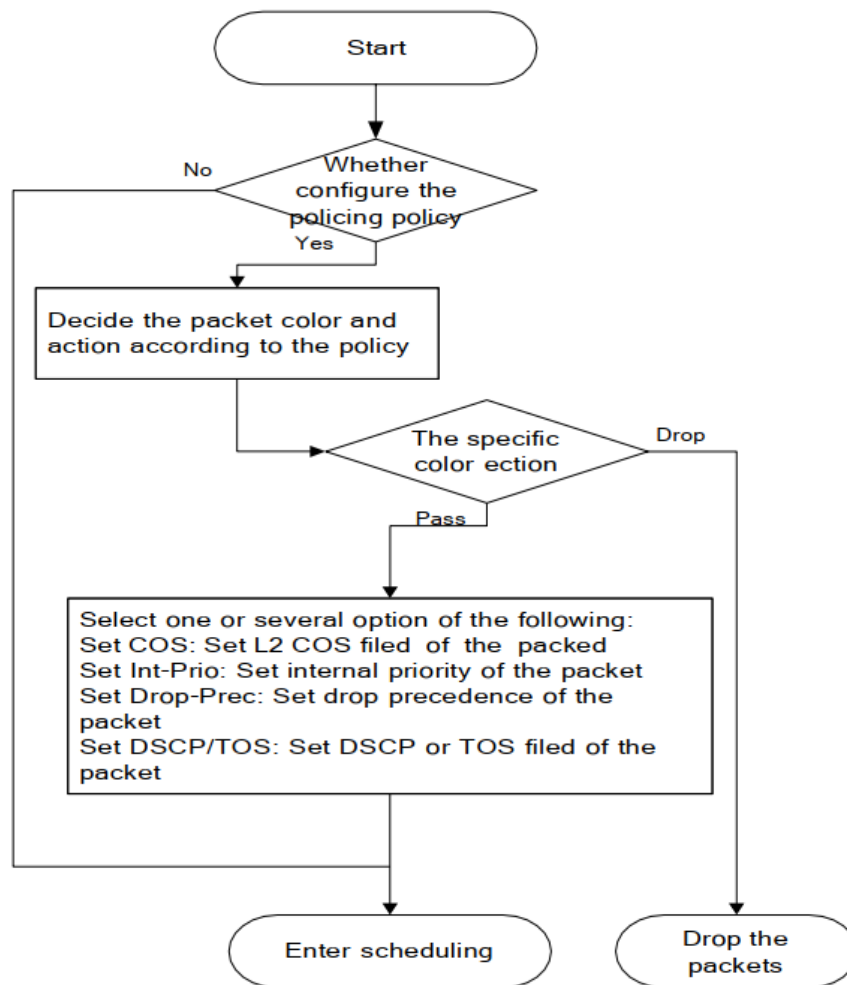 Start
No
Whether
configure the
policing policy
Yes
Decide the packet color and
action according to the policy
The specific
color ection
Drop
Pass
Select one or several option of the following:
Set COS: Set L2 COS filed of the packed
Set Int-Prio: Set internal priority of the packet
Set Drop-Prec: Set drop precedence of the
packet
Set DSCP/TOS: Set DSCP or TOS filed of the
packet
Enter scheduling
Drop the
packets